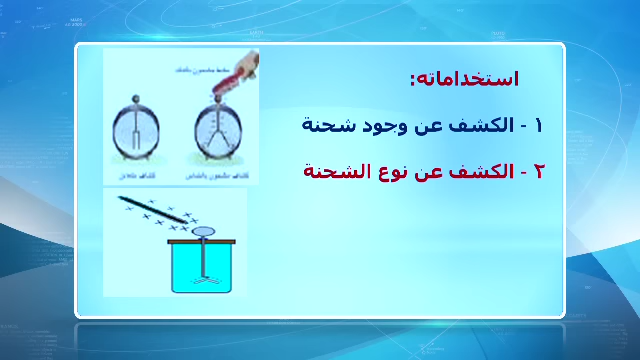 استخداماته:
١ - الكشف عن وجود شحنة
٢ - الكشف عن نوع الشحنة